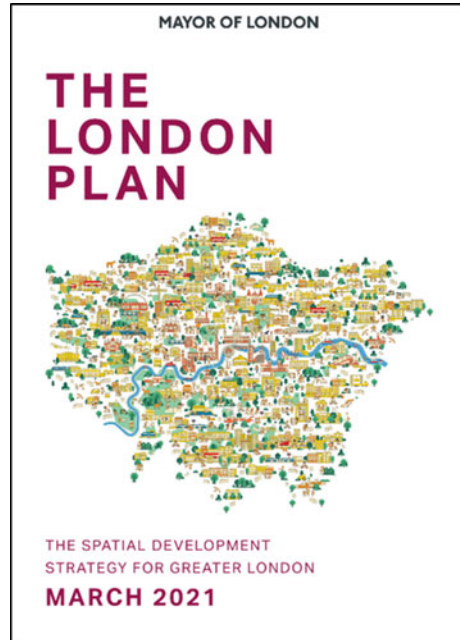 MAYOR OF LONDON
THE
LONDON
PLAN
THE SPATIAL DEVELOPMENT
STRATEGY FOR GREATER LONDON
MARCH 2021